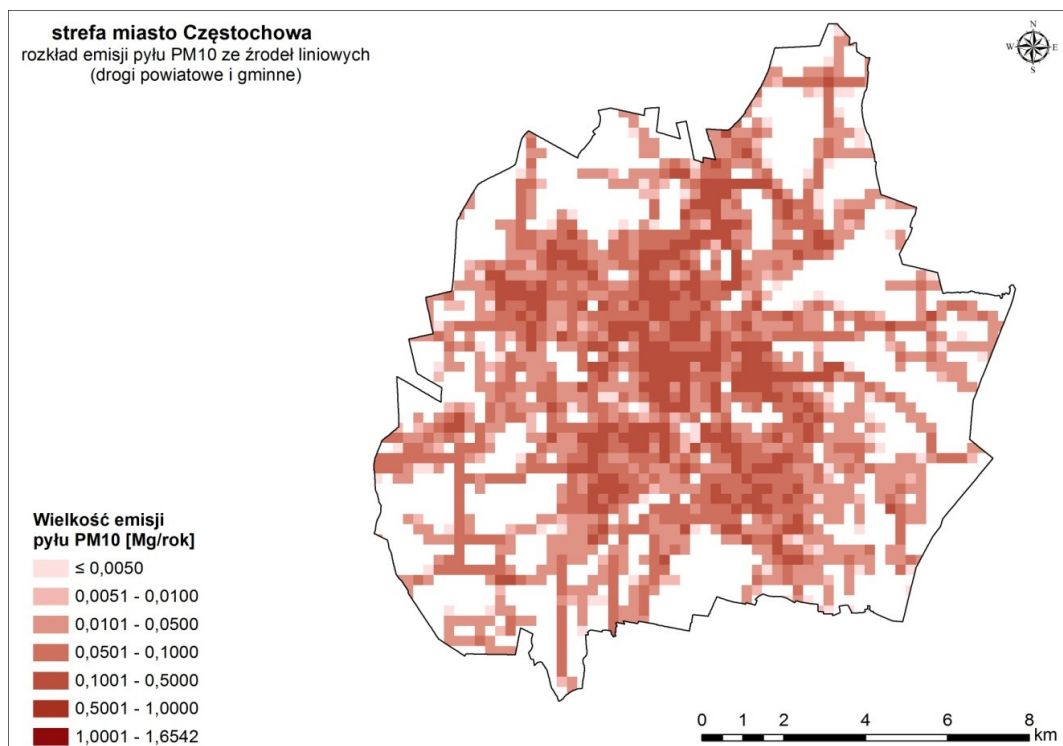 strefa miasto Częstochowa
rozkład emisji pyłu PM10 ze źrodeł liniowych
(drogi powiatowe i gminne)
N
W
E
S
Wielkość emisji
pyłu PM10 [Mg/rok]
≤ 0,0050
0,0051 - 0,0100
0,0101 - 0,0500
0,0501 - 0,1000
0,1001 - 0,5000
0,5001 - 1,0000
1,0001 - 1,6542
0 1 2 4 6 8
km